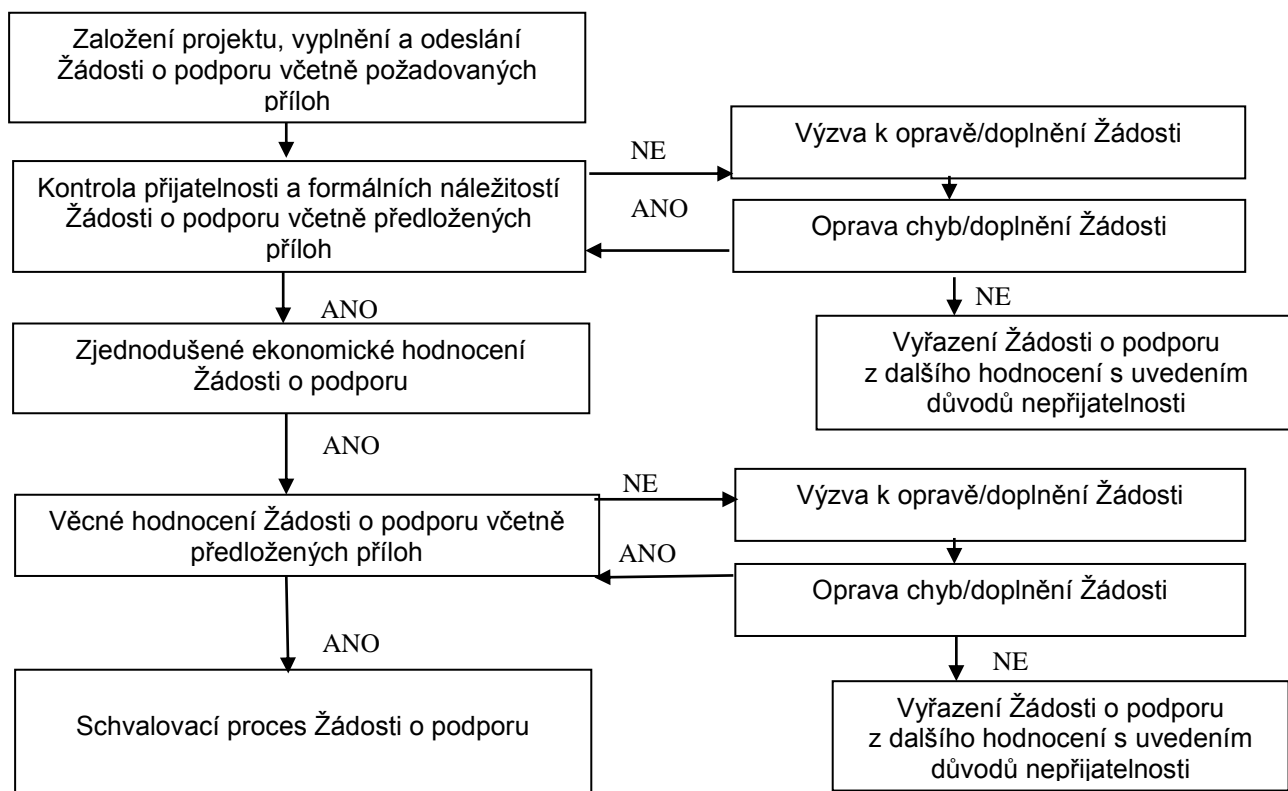 Založení projektu, vyplnění a odeslání
Žádosti o podporu včetně požadovaných
příloh
NE
Výzva k opravě/doplnění Žádosti
Kontrola přijatelnosti a formálních náležitostí
Žádosti o podporu včetně předložených
příloh
ANO
Oprava chyb/doplnění Žádosti
ANO
NE
Zjednodušené ekonomické hodnocení
Žádosti o podporu
Vyřazení Žádosti o podporu
z dalšího hodnocení s uvedením
důvodů nepřijatelnosti
ANO
NE
Výzva k opravě/doplnění Žádosti
Věcné hodnocení Žádosti o podporu včetně
předložených příloh
ANO
Oprava chyb/doplnění Žádosti
ANO
NE
Schvalovací proces Žádosti o podporu
Vyřazení Žádosti o podporu
z dalšího hodnocení s uvedením
důvodů nepřijatelnosti